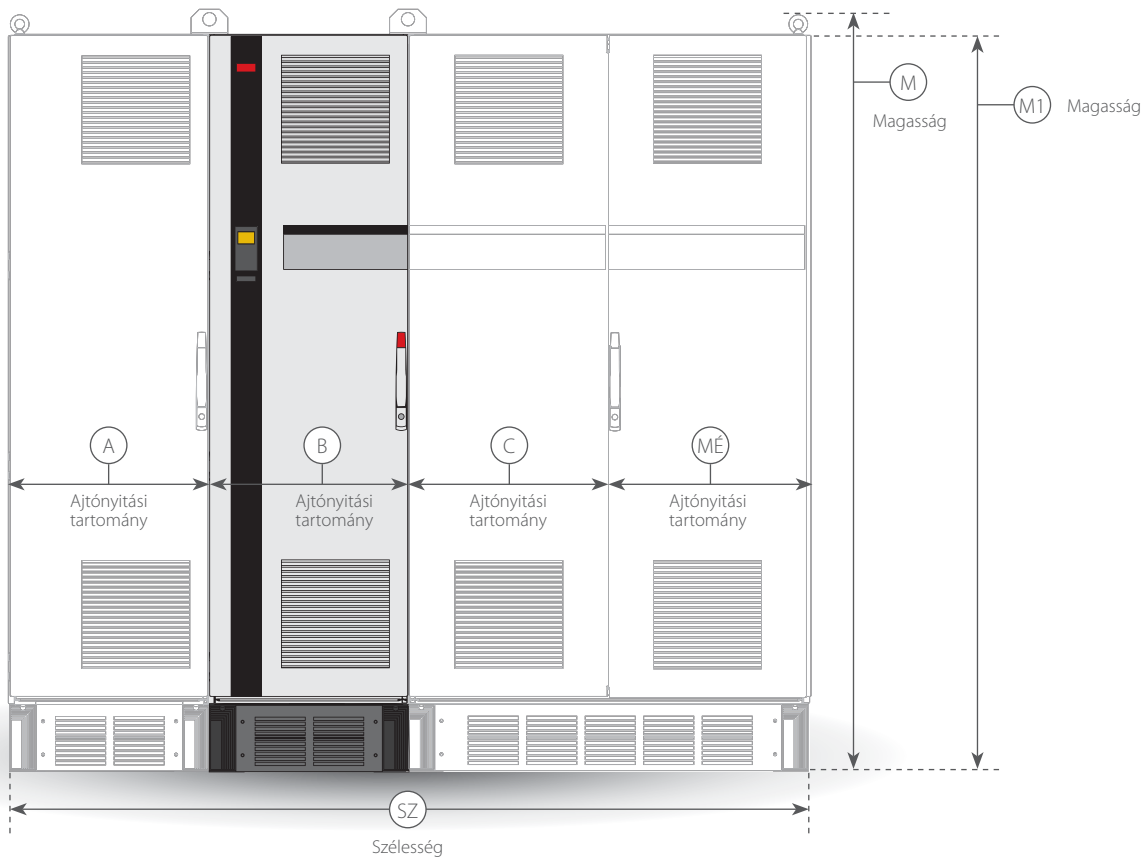 M
Magasság
M1
Magasság
A
Ajtónyitási
tartomány
B
Ajtónyitási
tartomány
C
Ajtónyitási
tartomány
MÉ
Ajtónyitási
tartomány
SZ
Szélesség